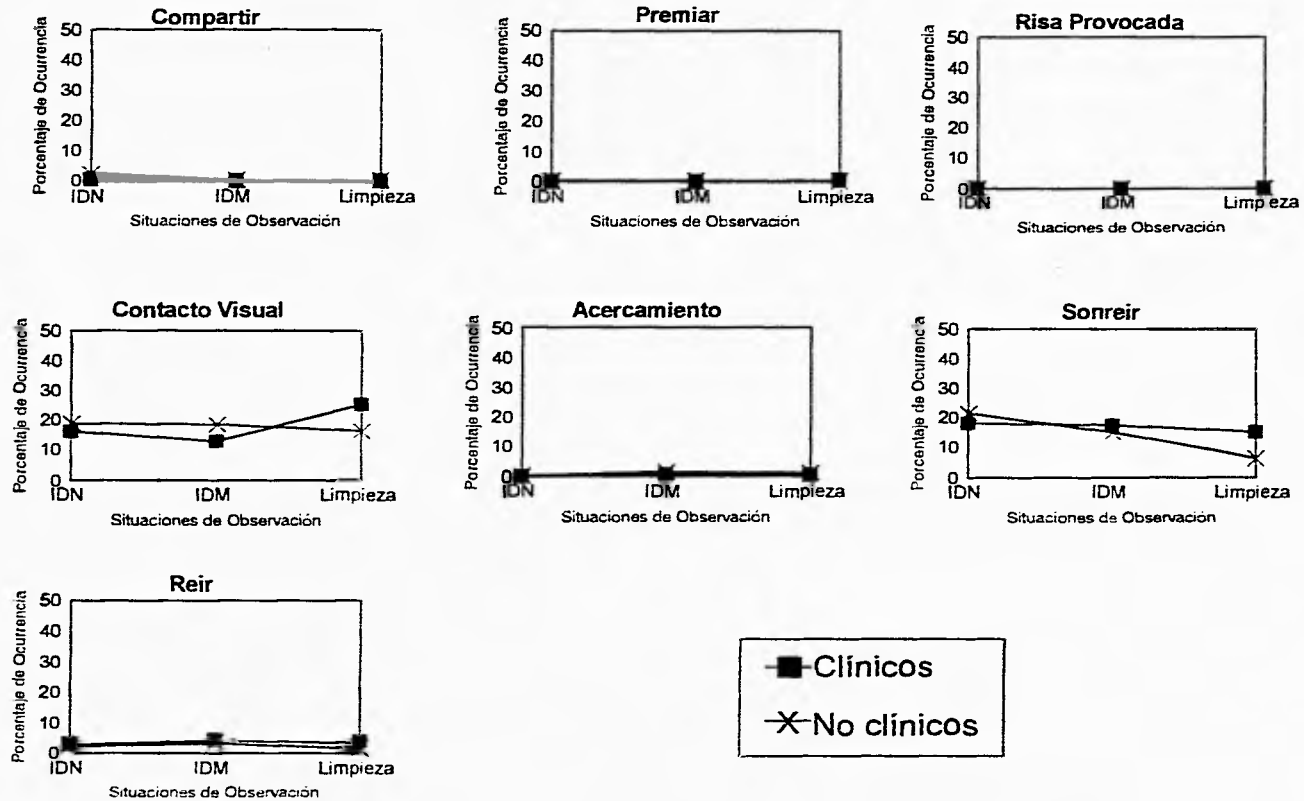 Compartir
Porcentaje de Ocurrencia
50
40
30
20
10
0
IDN IDM Limpieza
Situaciones de Observación
Premiar
Porcentaje de Ocurrencia
50
40
30
20
10
0
IDN IDM Limpieza
Situaciones de Observación
Risa Provocada
Porcentaje de Ocurrencia
50
40
30
20
10
0
IDN IDM Limpieza
Situaciones de Observación
Contacto Visual
Porcentaje de Ocurrencia
50
40
30
20
10
0
IDN IDM Limpieza
Situaciones de Observación
Acercamiento
Porcentaje de Ocurrencia
50
40
30
20
10
0
IDN IDM Limpieza
Situaciones de Observación
Sonreir
Porcentaje de Ocurrencia
50
40
30
20
10
0
IDN IDM Limpieza
Situaciones de Observación
Reir
Porcentaje de Ocurrencia
50
40
30
20
10
0
IDN IDM Limpieza
Situaciones de Observación
Clínicos
No clínicos